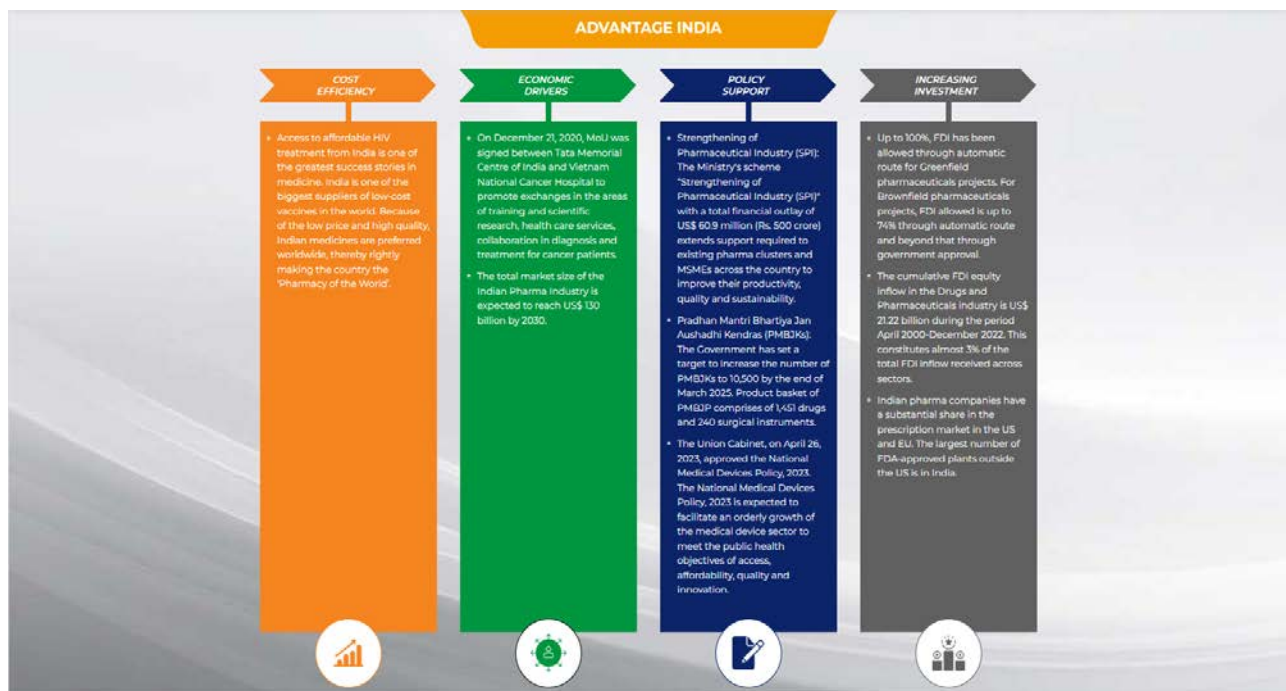 ADVANTAGE INDIA
COST
EFFICIENCY
• Access to affordable HIV
treatment from India is one of
the greatest success stories in
medicine. India is one of the
biggest suppliers of low-cost
vaccines in the world. Because
of the low price and high quality,
Indian medicines are preferred
worldwide, thereby rightly
making the country the
'Pharmacy of the World'.
ECONOMIC
DRIVERS
• On December 21, 2020, MoU was
signed between Tata Memorial
Centre of India and Vietnam
National Cancer Hospital to
promote exchanges in the areas
of training and scientific
research, health care services,
collaboration in diagnosis and
treatment for cancer patients.
• The total market size of the
Indian Pharma Industry is
expected to reach US$ 130
billion by 2030.
POLICY
SUPPORT
• Strengthening of
Pharmaceutical Industry (SPI):
The Ministry's scheme
"Strengthening of
Pharmaceutical Industry (SPI)"
with a total financial outlay of
US$ 60.9 million (Rs. 500 crore)
extends support required to
existing pharma clusters and
MSMEs across the country to
improve their productivity,
quality and sustainability.
• Pradhan Mantri Bhartiya Jan
Aushadhi Kendras (PMBJKs):
The Government has set a
target to increase the number of
PMBJKs to 10,500 by the end of
March 2025. Product basket of
PMBJP comprises of 1,451 drugs
and 240 surgical instruments.
• The Union Cabinet, on April 26,
2023, approved the National
Medical Devices Policy, 2023.
The National Medical Devices
Policy, 2023 is expected to
facilitate an orderly growth of
the medical device sector to
meet the public health
objectives of access,
affordability, quality and
innovation.
INCREASING
INVESTMENT
• Up to 100%, FDI has been
allowed through automatic
route for Greenfield
pharmaceuticals projects. For
Brownfield pharmaceuticals
projects, FDI allowed is up to
74% through automatic route
and beyond that through
government approval.
• The cumulative FDI equity
inflow in the Drugs and
Pharmaceuticals industry is US$
21.22 billion during the period
April 2000-December 2022. This
constitutes almost 3% of the
total FDI inflow received across
sectors.
• Indian pharma companies have
a substantial share in the
prescription market in the US
and EU. The largest number of
FDA-approved plants outside
the US is in India.